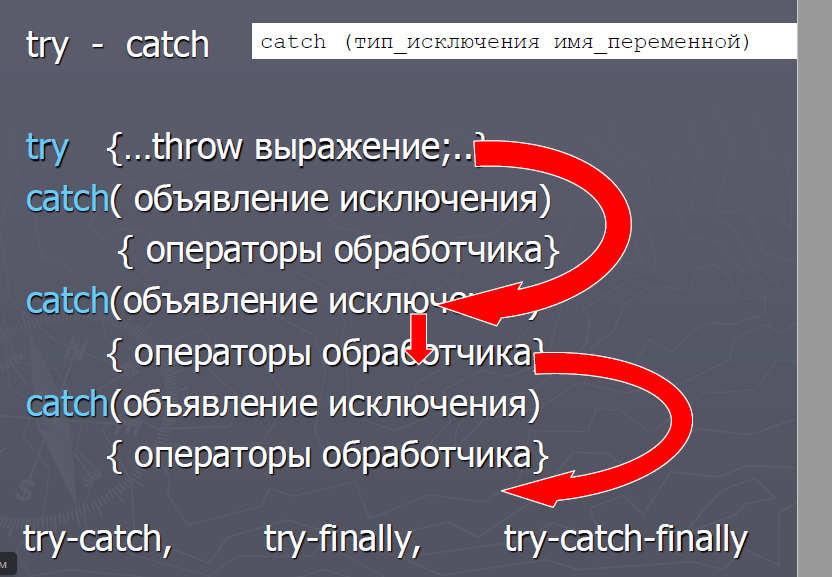 try - catch
catch (тип_исключения имя_переменной)
try {...throw выражение;..}
catch( объявление исключения)
{ операторы обработчика}
catch(объявление исключения)
{ операторы обработчика}
catch(объявление исключения)
{ операторы обработчика}
try-catch, try-finally, try-catch-finally